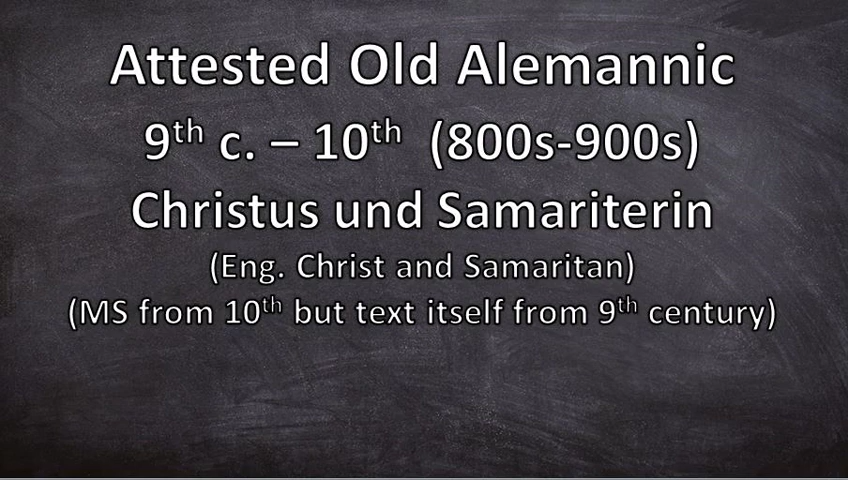 Attested Old Alemannic
9th c. – 10th (800s-900s)
Christus und Samariterin
(Eng. Christ and Samaritan)
(MS from 10th but text itself from 9th century)